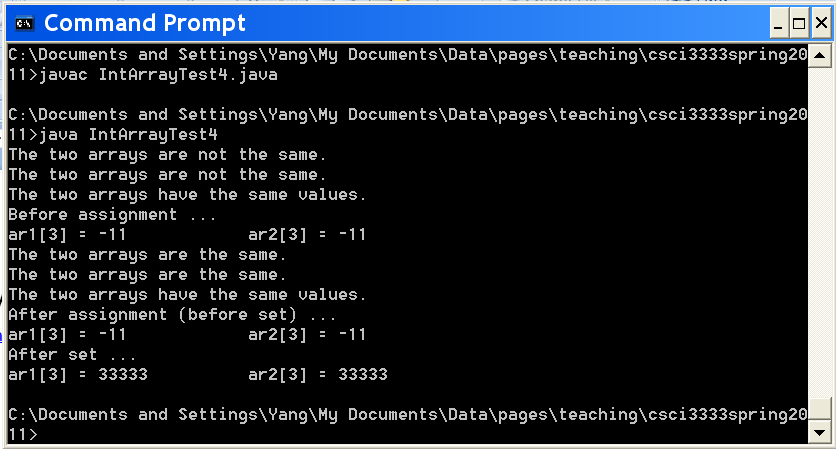 Command Prompt
C:\Documents and Settings\Yang\My Documents\Data\pages\teaching\csci3333spring20
11>javac IntArrayTest4.java
C:\Documents and Settings\Yang\My Documents\Data\pages\teaching\csci3333spring20
11>java IntArrayTest4
The two arrays are not the same.
The two arrays are not the same.
The two arrays have the same values.
Before assignment ...
ar1[3] = -11            ar2[3] = -11
The two arrays are the same.
The two arrays are the same.
The two arrays have the same values.
After assignment (before set) ...
ar1[3] = -11            ar2[3] = -11
After set ...
ar1[3] = 33333          ar2[3] = 33333
C:\Documents and Settings\Yang\My Documents\Data\pages\teaching\csci3333spring20
11>